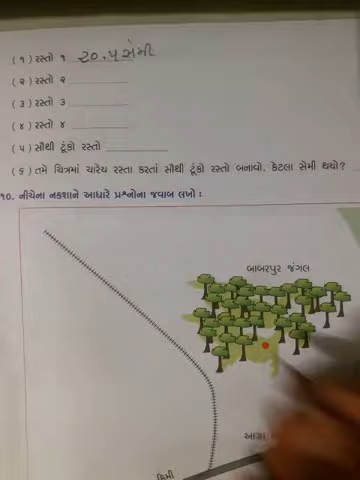 (૧) રસ્તો ૧ ૨૦.૫ સેમી
(૨) રસ્તો ૨
(૩) રસ્તો ૩
(૪) રસ્તો ૪
(૫) સૌથી ટૂંકો રસ્તો
(૬) તમે ચિત્રમાં ચારેય રસ્તા કરતાં સૌથી ટૂંકો રસ્તો બનાવો. કેટલા સેમી થયો?
૧૦. નીચેના નકશાને આધારે પ્રશ્નોના જવાબ લખો :
બાબરપુર જંગલ
આગ્રા